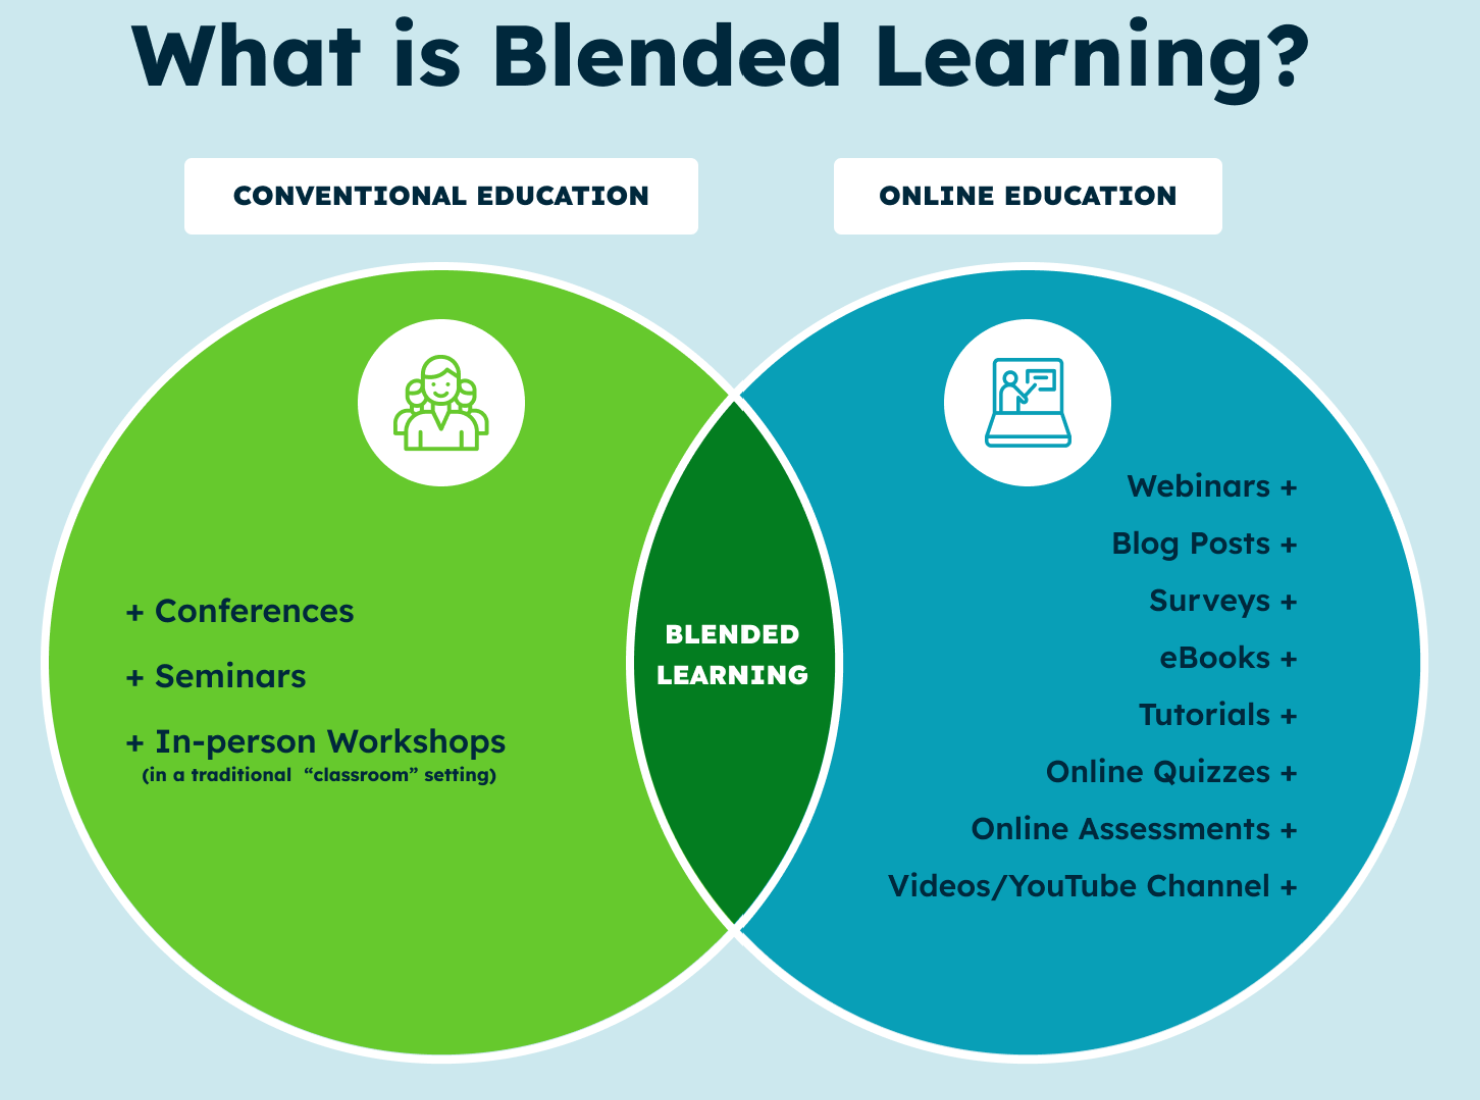 What is Blended Learning?
CONVENTIONAL EDUCATION
ONLINE EDUCATION
+ Conferences
+ Seminars
+ In-person Workshops
(in a traditional “classroom” setting)
BLENDED
LEARNING
Webinars +
Blog Posts +
Surveys +
eBooks +
Tutorials +
Online Quizzes +
Online Assessments +
Videos/YouTube Channel +